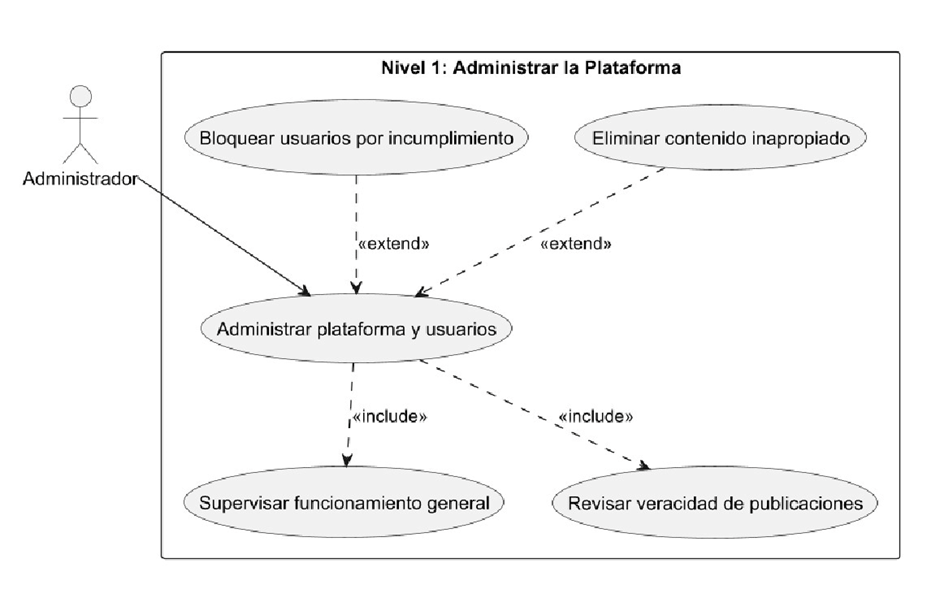 Nivel 1: Administrar la Plataforma
Bloquear usuarios por incumplimiento
Eliminar contenido inapropiado
Administrador
«extend»
«extend»
Administrar plataforma y usuarios
«include»
«include»
Supervisar funcionamiento general
Revisar veracidad de publicaciones